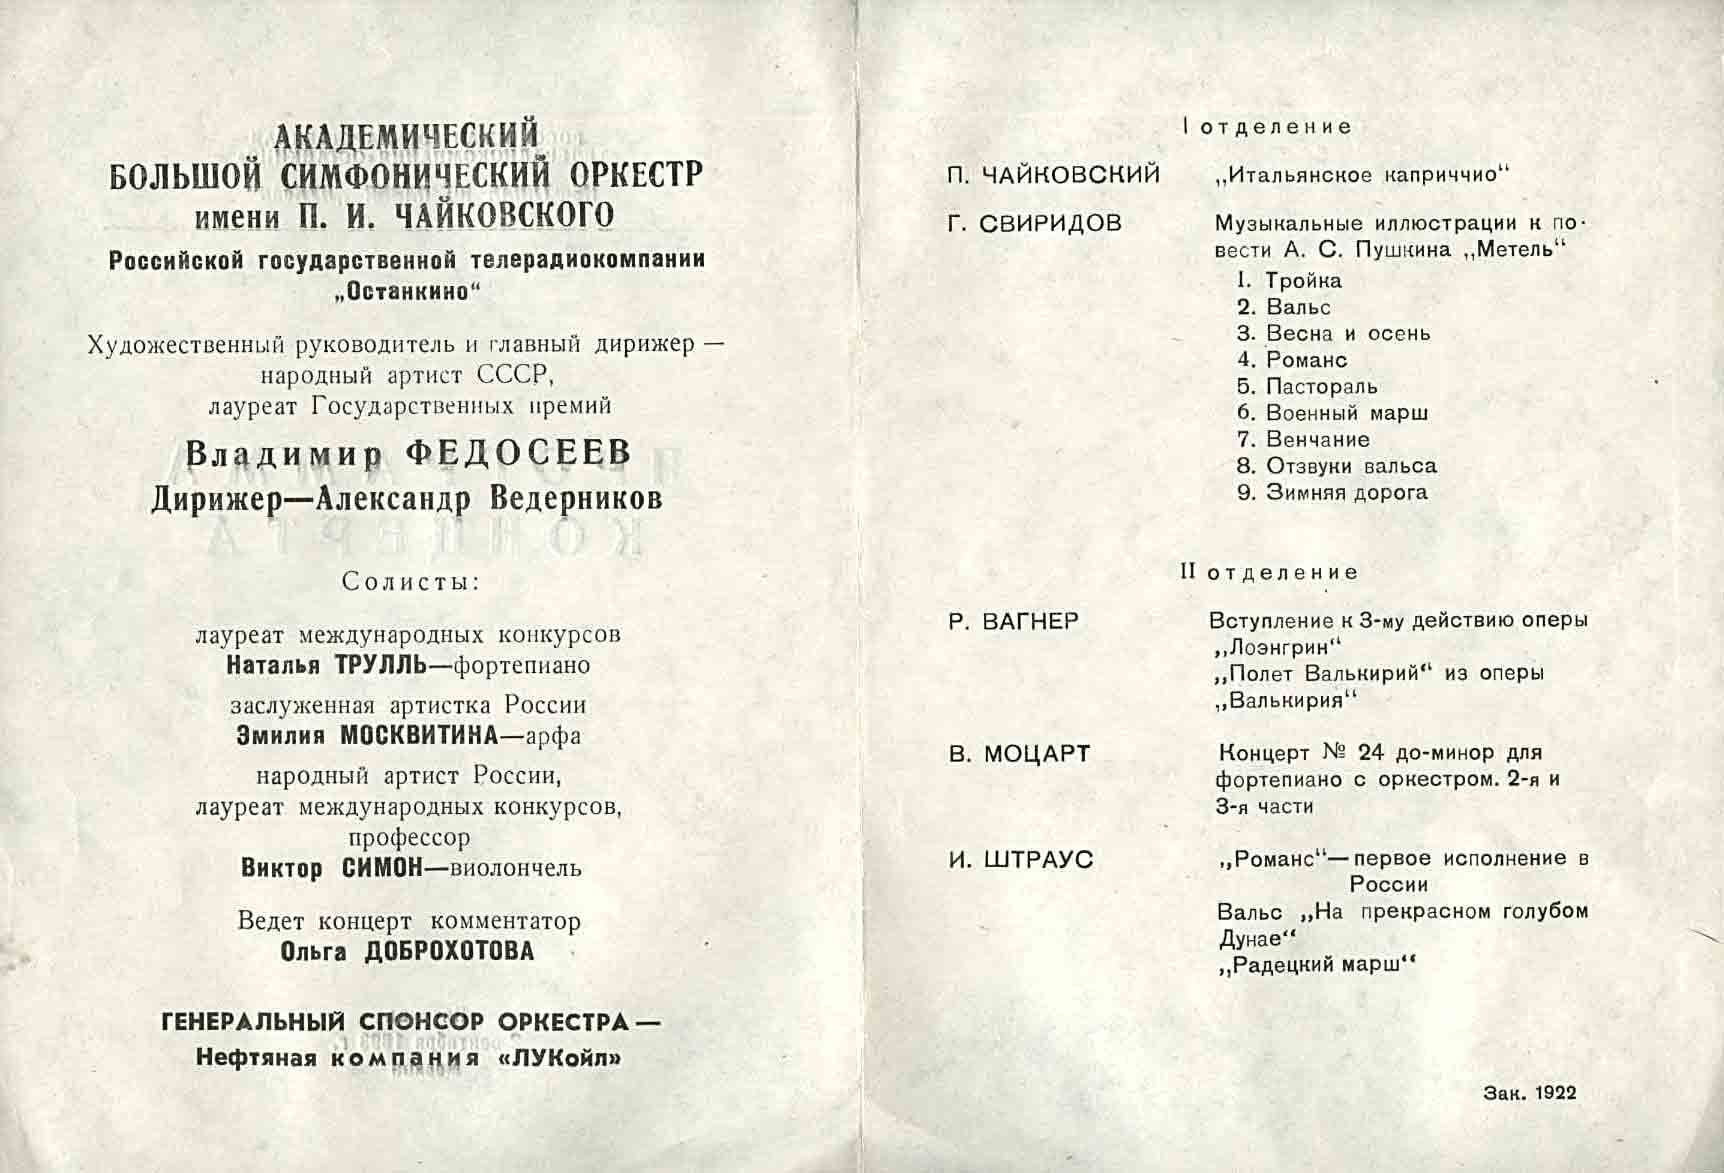 АКАДЕМИЧЕСКИЙ
БОЛЬШОЙ СИМФОНИЧЕСКИЙ ОРКЕСТР
имени П. И. ЧАЙКОВСКОГО
Российской государственной телерадиокомпании
„Останкино“
Художественный руководитель и главный дирижер —
народный артист СССР,
лауреат Государственных премий
Владимир ФЕДОСЕЕВ
Дирижер—Александр Ведерников
Солисты:
лауреат международных конкурсов
Наталья ТРУЛЛЬ—фортепиано
заслуженная артистка России
Эмилия МОСКВИТИНА—арфа
народный артист России,
лауреат международных конкурсов,
профессор
Виктор СИМОН—виолончель
Ведет концерт комментатор
Ольга ДОБРОХОТОВА
ГЕНЕРАЛЬНЫЙ СПОНСОР ОРКЕСТРА —
Нефтяная компания «ЛУКойл»
I отделение
П. ЧАЙКОВСКИЙ „Итальянское каприччио“
Г. СВИРИДОВ Музыкальные иллюстрации к по-
вести А. С. Пушкина „Метель“
1. Тройка
2. Вальс
3. Весна и осень
4. Романс
5. Пастораль
6. Военный марш
7. Венчание
8. Отзвуки вальса
9. Зимняя дорога
II отделение
Р. ВАГНЕР Вступление к 3-му действию оперы
„Лоэнгрин“
„Полет Валькирий“ из оперы
„Валькирия“
В. МОЦАРТ Концерт № 24 до-минор для
фортепиано с оркестром. 2-я и
3-я части
И. ШТРАУС „Романс“— первое исполнение в
России
Вальс „На прекрасном голубом
Дунае“
„Радецкий марш“
Зак. 1922